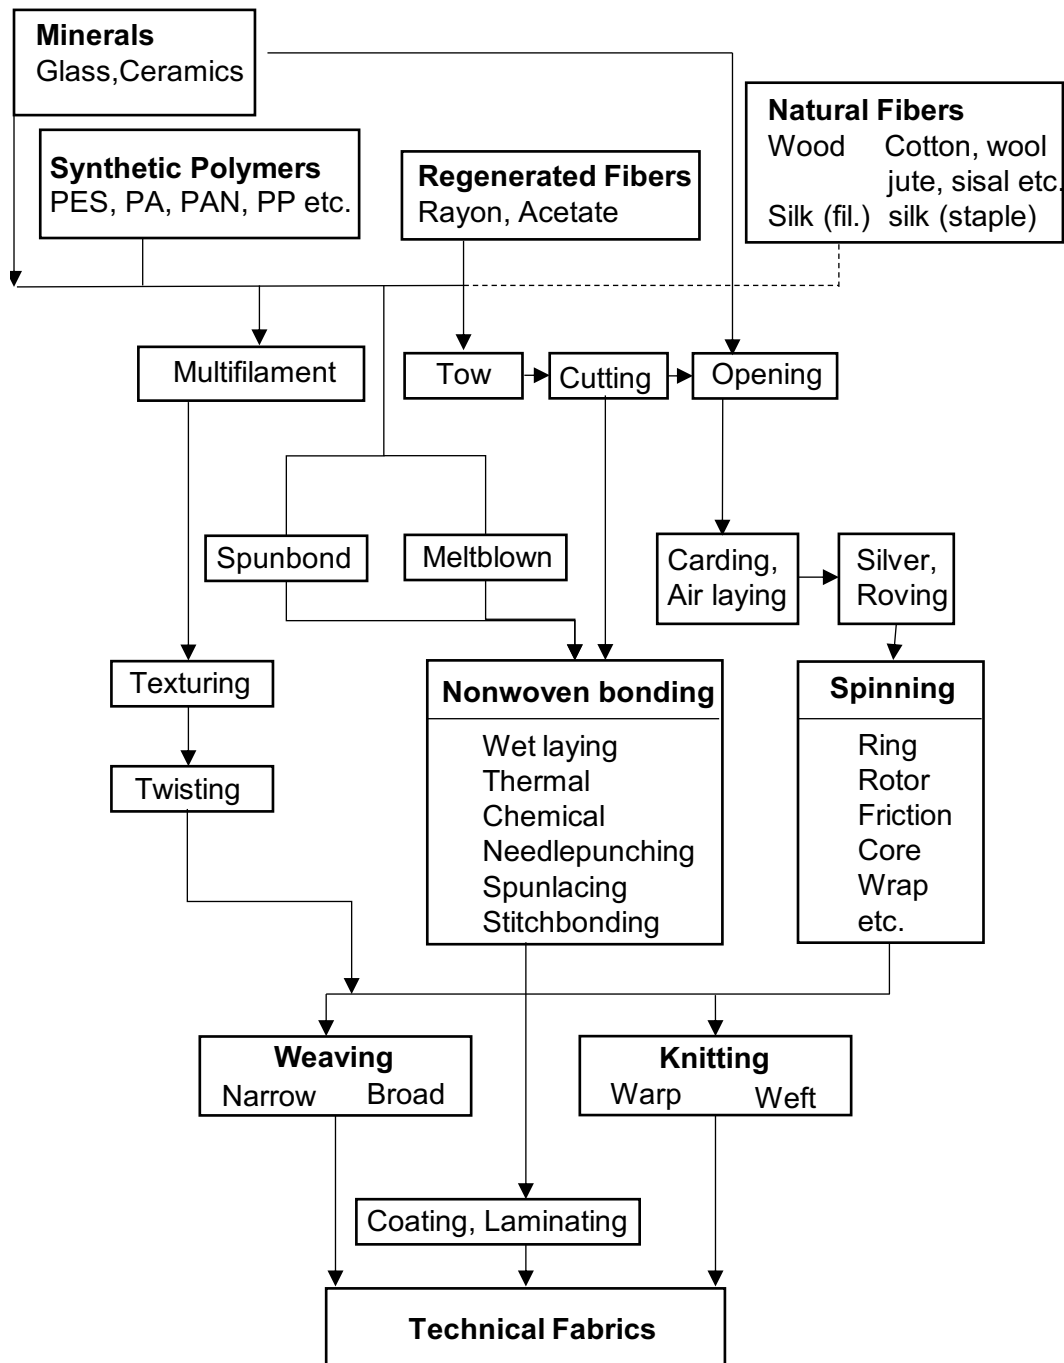 Minerals
Glass,Ceramics
Natural Fibers
Wood Cotton, wool
jute, sisal etc.
Silk (fil.) silk (staple)
Synthetic Polymers
PES, PA, PAN, PP etc.
Regenerated Fibers
Rayon, Acetate
Multifilament
Tow
Cutting
Opening
Spunbond
Meltblown
Carding,
Air laying
Silver,
Roving
Texturing
Twisting
Nonwoven bonding
Wet laying
Thermal
Chemical
Needlepunching
Spunlacing
Stitchbonding
Spinning
Ring
Rotor
Friction
Core
Wrap
etc.
Weaving
Narrow Broad
Knitting
Warp Weft
Coating, Laminating
Technical Fabrics